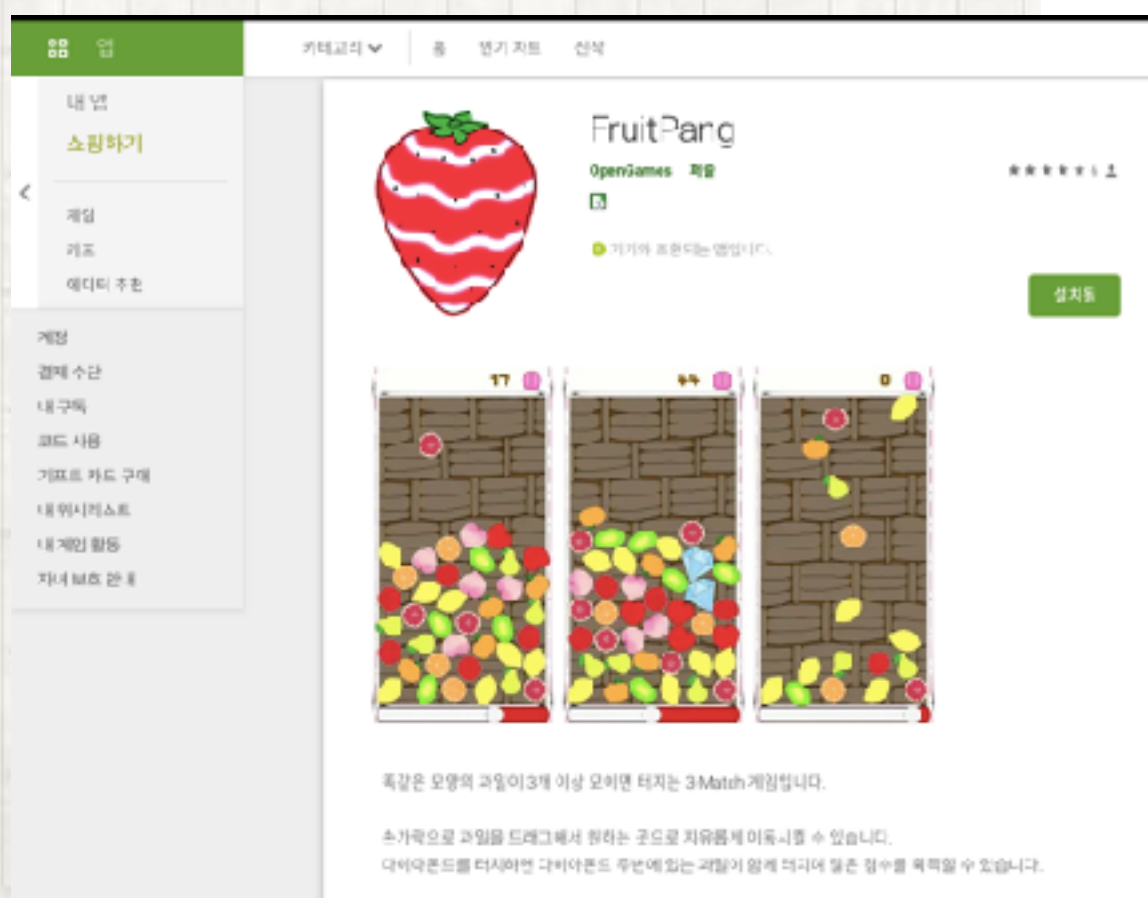 앱
카테고리 홈 인기 차트 신작
내 앱
쇼핑하기
게임
키즈
에디터 추천
계정
결제 수단
내 구독
코드 사용
기프트 카드 구매
내 위시리스트
내 게임 활동
자녀 보호 안내
FruitPang
OpenGames 퍼즐
기기와 호환되는 앱입니다.
설치됨
17
44
0
똑같은 모양의 과일이 3개 이상 모이면 터지는 3-Match 게임입니다.
손가락으로 과일을 드래그해서 원하는 곳으로 자유롭게 이동시킬 수 있습니다.
다이아몬드를 터치하면 다이아몬드 주변에 있는 과일이 함께 터지며 많은 점수를 획득할 수 있습니다.